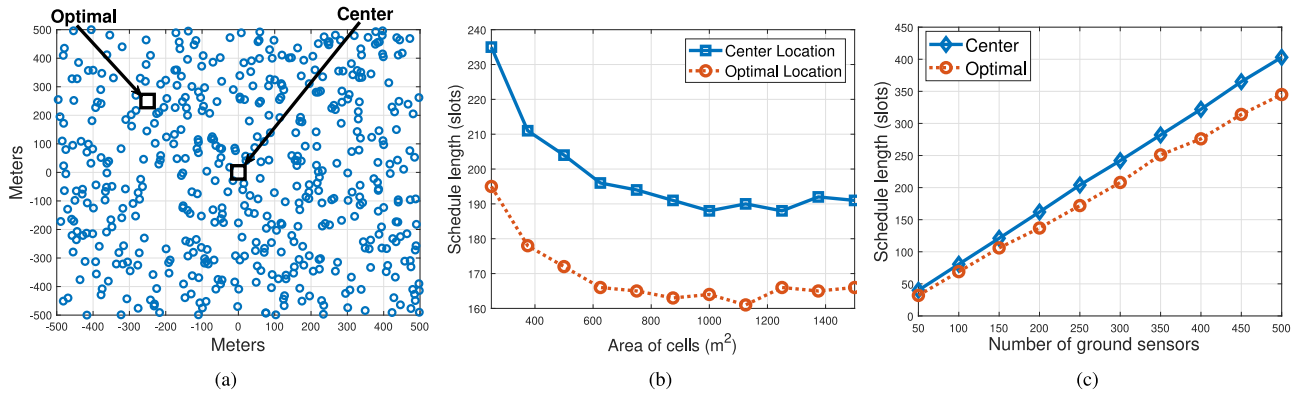 Optimal
Center
500
400
300
200
100
0
-100
-200
-300
-400
-500
Meters
-500 -400 -300 -200 -100 0 100 200 300 400 500
Meters
(a)
240
230
220
210
200
190
180
170
160
Schedule length (slots)
Center Location
Optimal Location
400 600 800 1000 1200 1400
Area of cells (m²)
(b)
450
400
350
300
250
200
150
100
50
0
Schedule length (slots)
Center
Optimal
50 100 150 200 250 300 350 400 450 500
Number of ground sensors
(c)